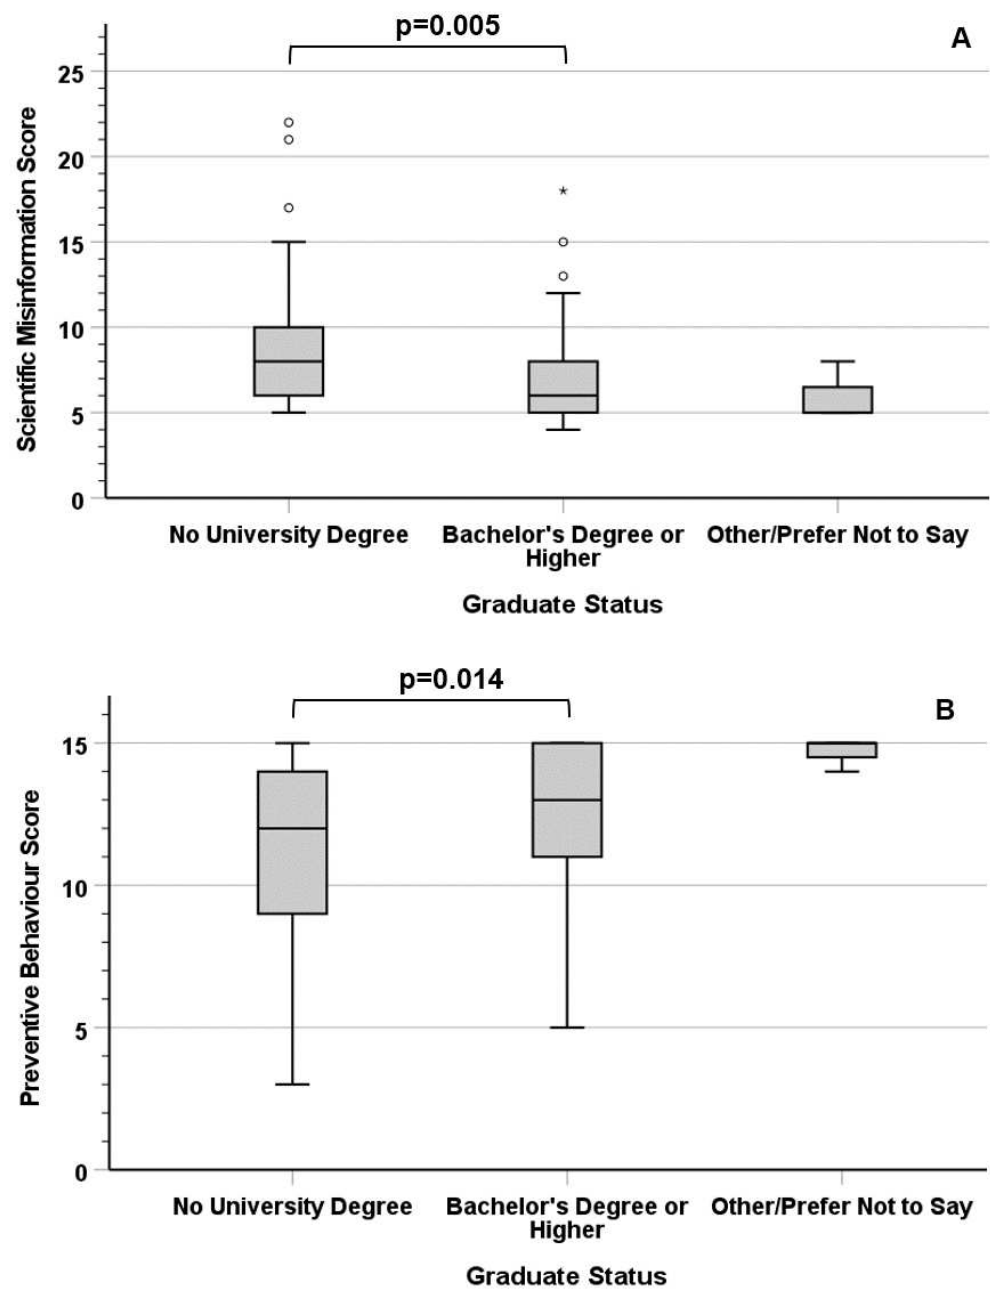 p=0.005
A
Scientific Misinformation Score
25
20
15
10
5
0
No University Degree
Bachelor's Degree or
Higher
Other/Prefer Not to Say
Graduate Status
p=0.014
B
Preventive Behaviour Score
15
10
5
0
No University Degree
Bachelor's Degree or
Higher
Other/Prefer Not to Say
Graduate Status